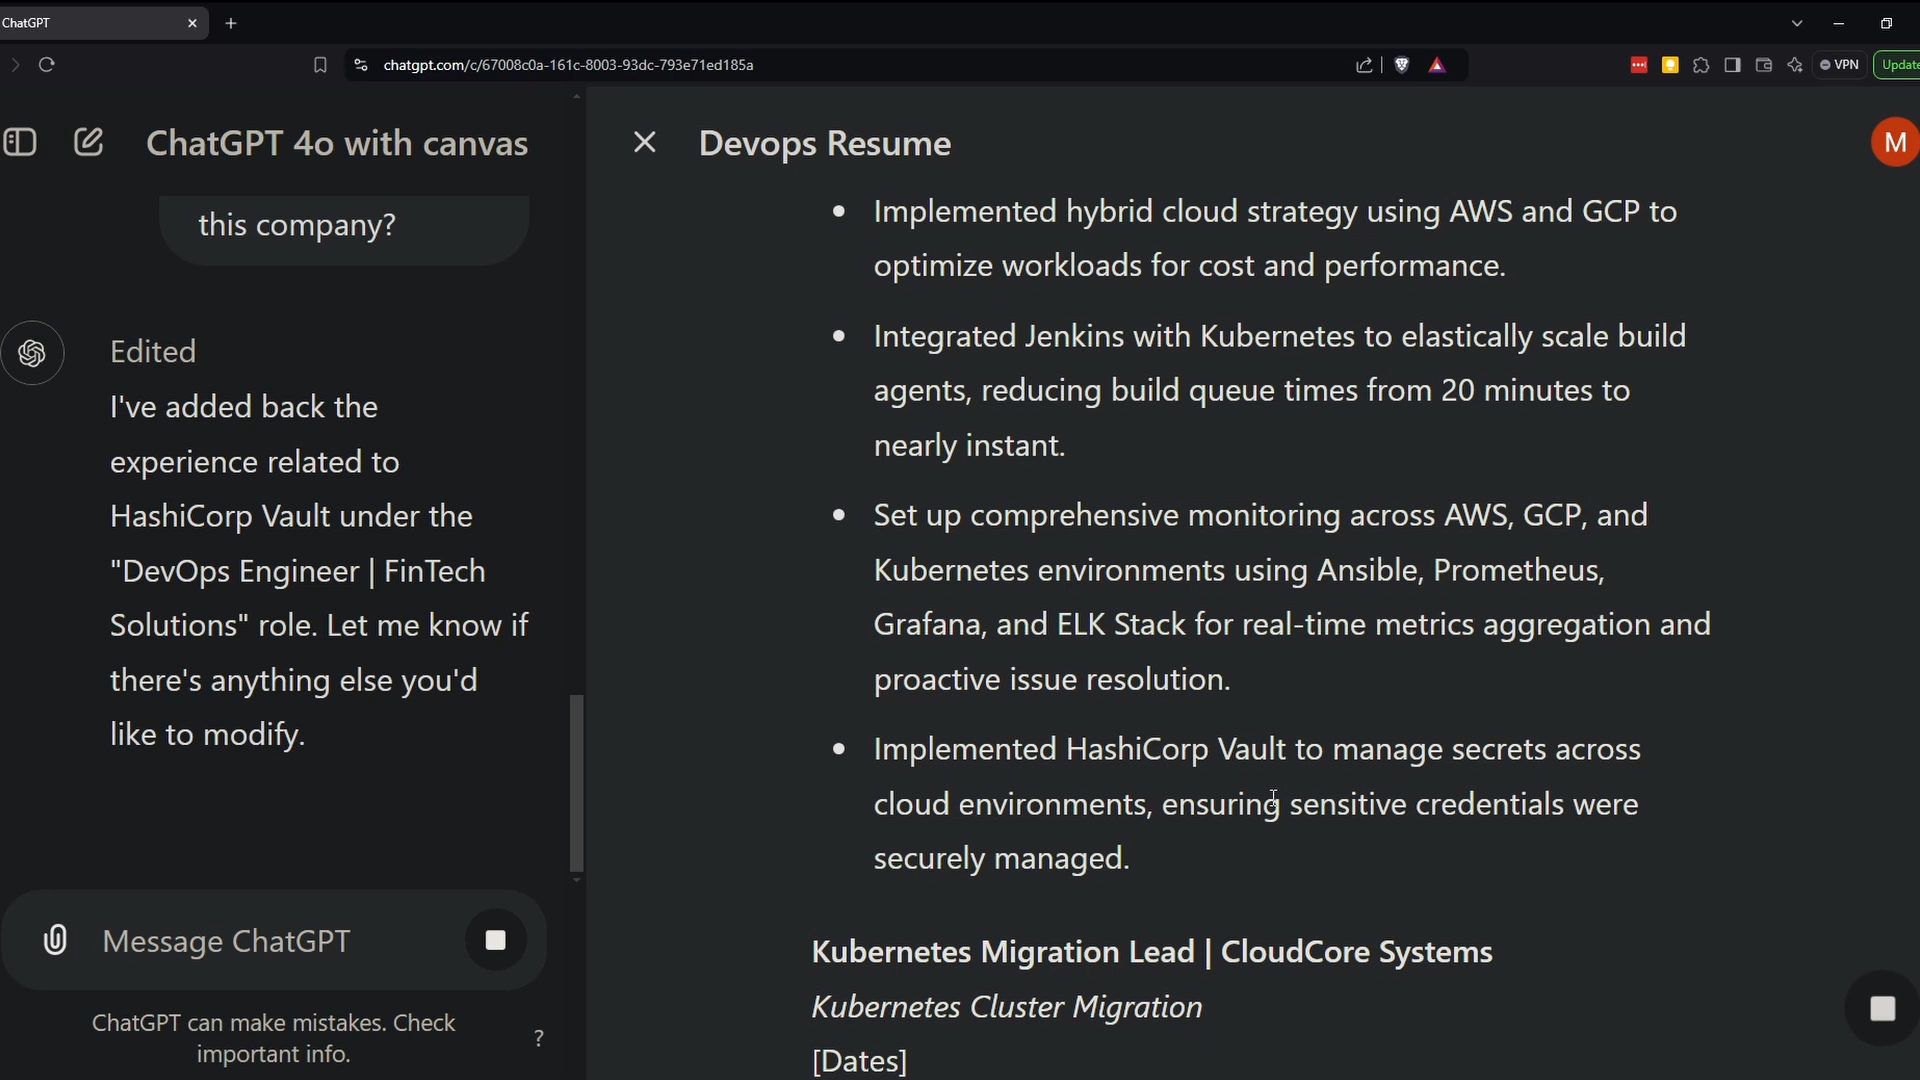 ChatGPT
chatgpt.com/c/67008c0a-161c-8003-93dc-793e71ed185a
VPN
Update
ChatGPT 4o with canvas
this company?
Edited
I've added back the
experience related to
HashiCorp Vault under the
"DevOps Engineer | FinTech
Solutions" role. Let me know if
there's anything else you'd
like to modify.
Message ChatGPT
ChatGPT can make mistakes. Check
important info.
?
Devops Resume
M
• Implemented hybrid cloud strategy using AWS and GCP to
optimize workloads for cost and performance.
• Integrated Jenkins with Kubernetes to elastically scale build
agents, reducing build queue times from 20 minutes to
nearly instant.
• Set up comprehensive monitoring across AWS, GCP, and
Kubernetes environments using Ansible, Prometheus,
Grafana, and ELK Stack for real-time metrics aggregation and
proactive issue resolution.
• Implemented HashiCorp Vault to manage secrets across
cloud environments, ensuring sensitive credentials were
securely managed.
Kubernetes Migration Lead | CloudCore Systems
Kubernetes Cluster Migration
[Dates]